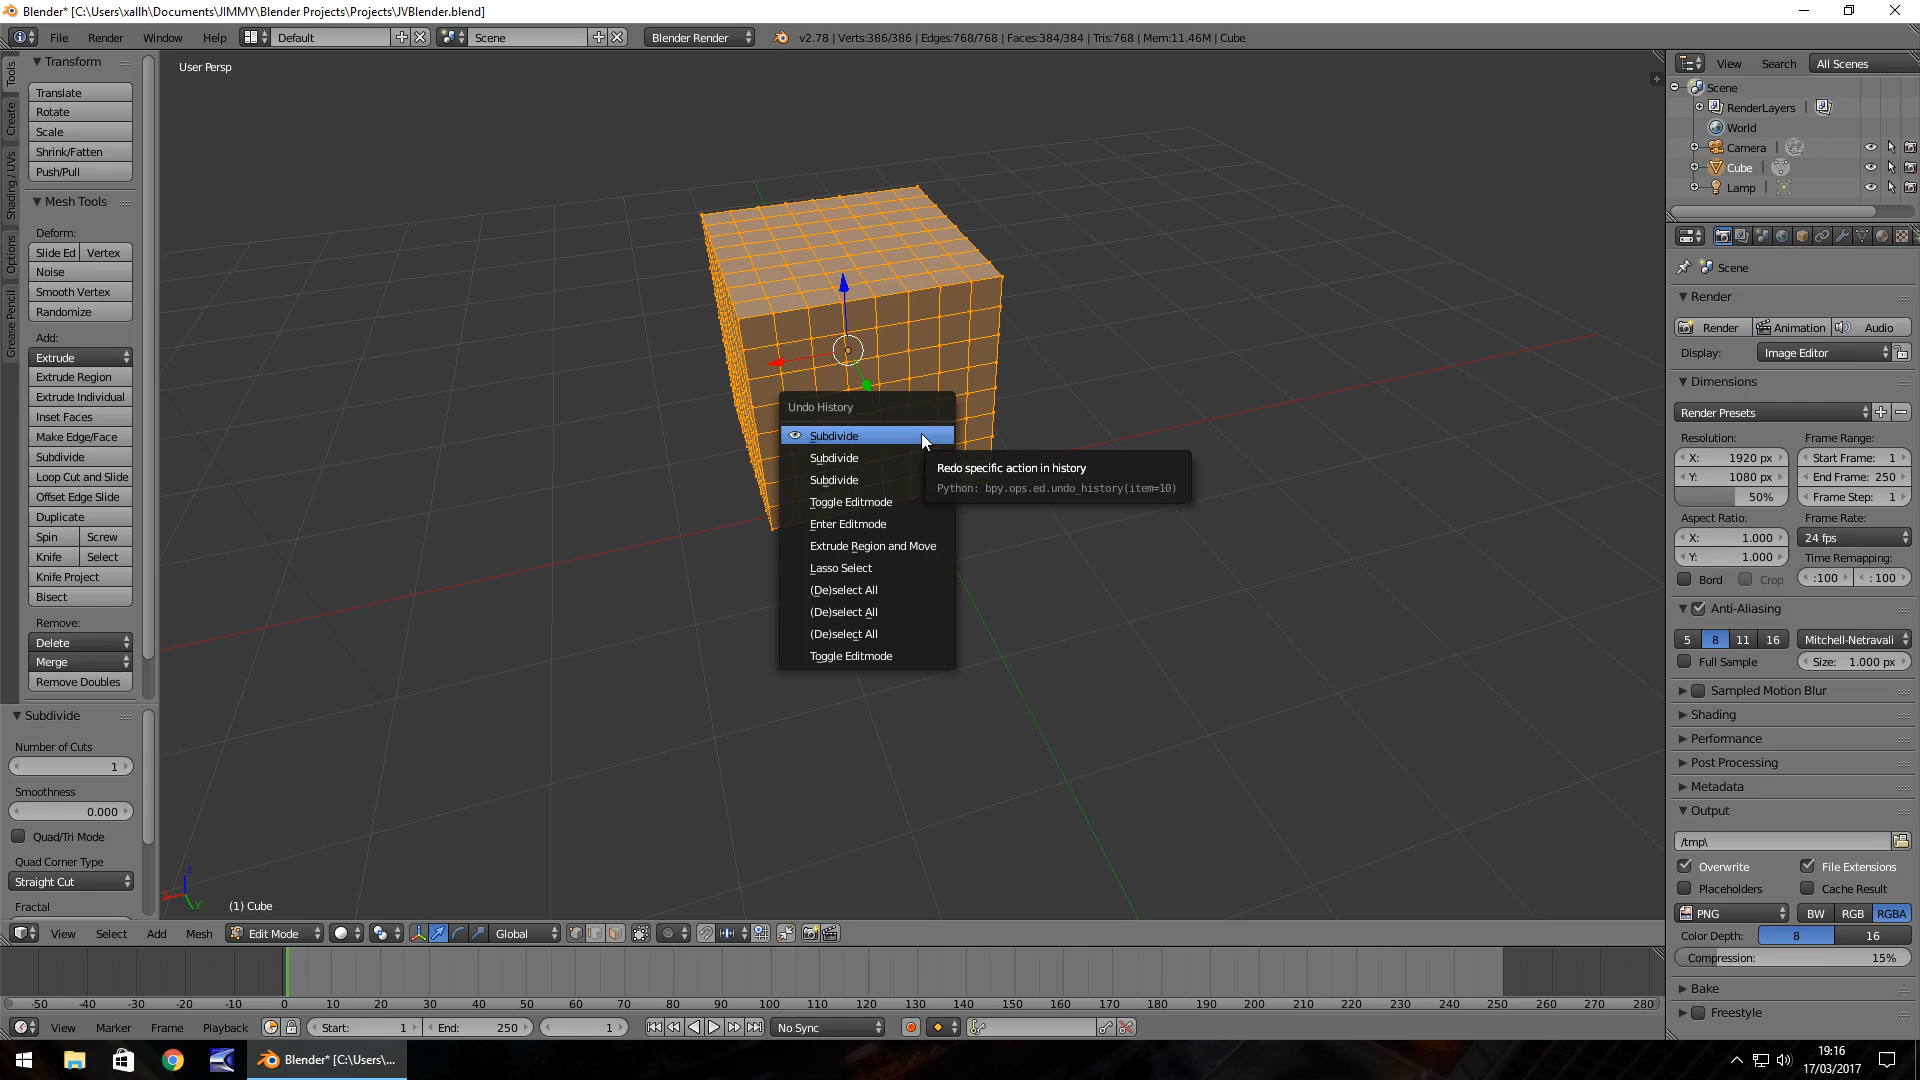 Blender* [C:\Users\xallh\Documents\JIMMY\Blender Projects\Projects\JVBlender.blend]
File Render Window Help Default Scene Blender Render v2.78 | Verts:386/386 | Edges:768/768 | Faces:384/384 | Tris:768 | Mem:11.46M | Cube
Tools
Create
Shading / UVs
Options
Grease Pencil
Transform
Translate
Rotate
Scale
Shrink/Fatten
Push/Pull
Mesh Tools
Deform:
Slide Ed Vertex
Noise
Smooth Vertex
Randomize
Add:
Extrude
Extrude Region
Extrude Individual
Inset Faces
Make Edge/Face
Subdivide
Loop Cut and Slide
Offset Edge Slide
Duplicate
Spin Screw
Knife Select
Knife Project
Bisect
Remove:
Delete
Merge
Remove Doubles
Subdivide
Number of Cuts
1
Smoothness
0.000
Quad/Tri Mode
Quad Corner Type
Straight Cut
Fractal
User Persp
Undo History
Subdivide
Subdivide
Subdivide
Toggle Editmode
Enter Editmode
Extrude Region and Move
Lasso Select
(De)select All
(De)select All
(De)select All
Toggle Editmode
Redo specific action in history
Python: bpy.ops.ed.undo_history(item=10)
z
y
(1) Cube
View Select Add Mesh Edit Mode Global
-50 -40 -30 -20 -10 0 10 20 30 40 50 60 70 80 90 100 110 120 130 140 150 160 170 180 190 200 210 220 230 240 250 260 270 280
View Marker Frame Playback Start: 1 End: 250 1 No Sync
View Search All Scenes
Scene
RenderLayers |
World
Camera |
Cube |
Lamp |
Scene
Render
Render Animation Audio
Display: Image Editor
Dimensions
Render Presets
Resolution: Frame Range:
X: 1920 px Start Frame: 1
Y: 1080 px End Frame: 250
50% Frame Step: 1
Aspect Ratio: Frame Rate:
X: 1.000 24 fps
Y: 1.000 Time Remapping:
Bord Crop :100 : 100
Anti-Aliasing
5 8 11 16 Mitchell-Netravali
Full Sample Size: 1.000 px
Sampled Motion Blur
Shading
Performance
Post Processing
Metadata
Output
/tmp\
Overwrite File Extensions
Placeholders Cache Result
PNG BW RGB RGBA
Color Depth: 8 16
Compression: 15%
Bake
Freestyle
Blender* [C:\Users\...
19:16
17/03/2017